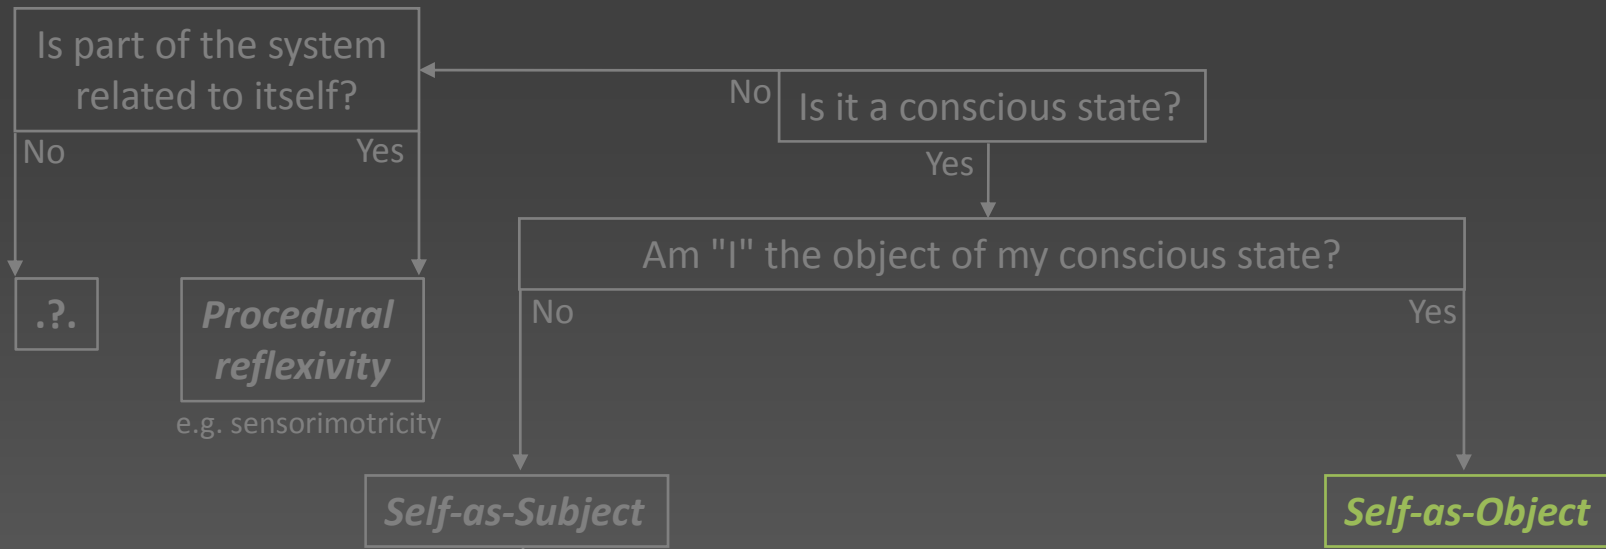 Is part of the system
related to itself?
No
Is it a conscious state?
No
Yes
Yes
Am "I" the object of my conscious state?
.?.
Procedural
reflexivity
No
Yes
e.g. sensorimotricity
Self-as-Subject
Self-as-Object